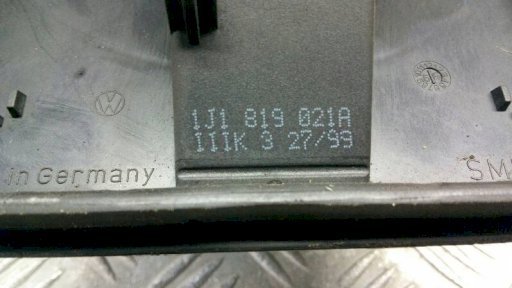 1J1 819 021A
IIIK 3 27/99
in Germany
SM